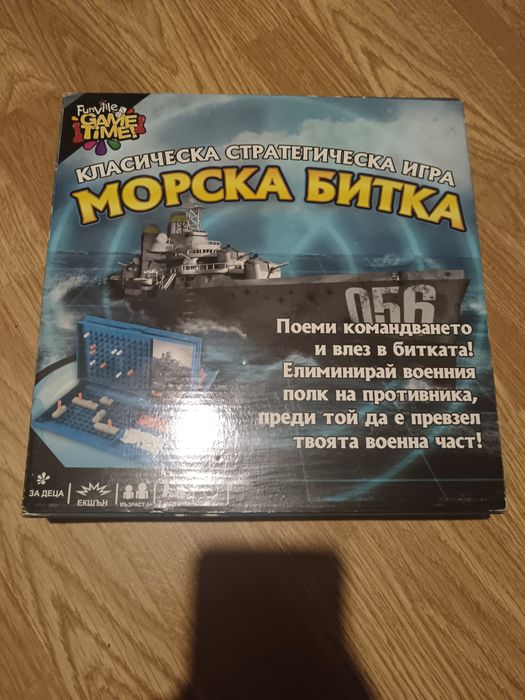 Funville
GAME
TIME!
КЛАСИЧЕСКА СТРАТЕГИЧЕСКА ИГРА
МОРСКА БИТКА
056
Поеми командването
и влез в битката!
Елиминирай военния
полк на противника,
преди той да е превзел
твоята военна част!
ЗА ДЕЦА
ЕКШЪН
ВЪЗРАСТ